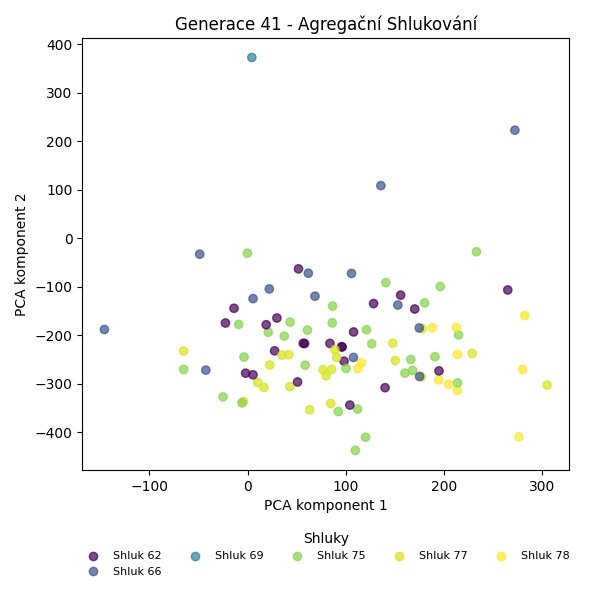 Generace 41 - Agregační Shlukování
400
300
200
100
0
−100
−200
−300
−400
PCA komponent 2
−100 0 100 200 300
PCA komponent 1
Shluky
Shluk 62 Shluk 69 Shluk 75 Shluk 77 Shluk 78
Shluk 66